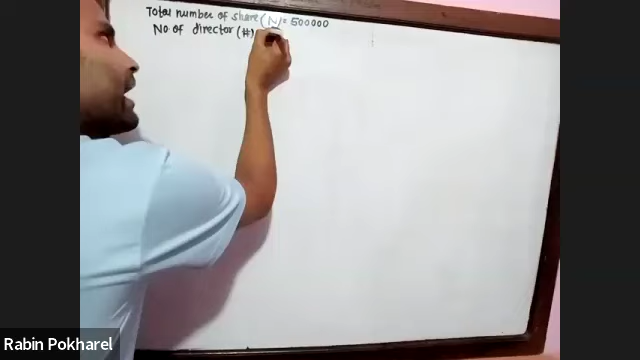 Total number of share (N) = 500000
No of director (#)
Rabin Pokharel